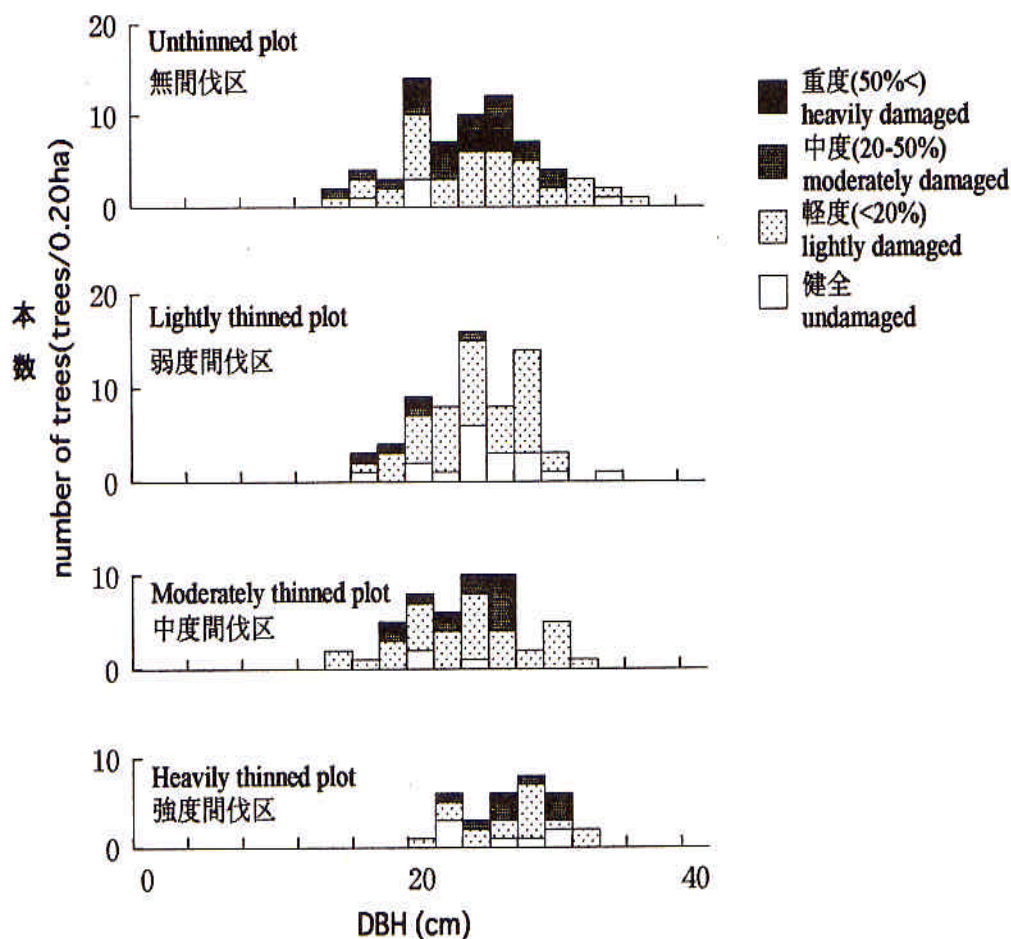 20
10
0
Unthinned plot
無間伐区
20
10
0
Lightly thinned plot
弱度間伐区
10
0
Moderately thinned plot
中度間伐区
10
0
Heavily thinned plot
強度間伐区
0
20
40
DBH (cm)
本数
number of trees(trees/0.20ha)
重度(50%<)
heavily damaged
中度(20-50%)
moderately damaged
軽度(<20%)
lightly damaged
健全
undamaged